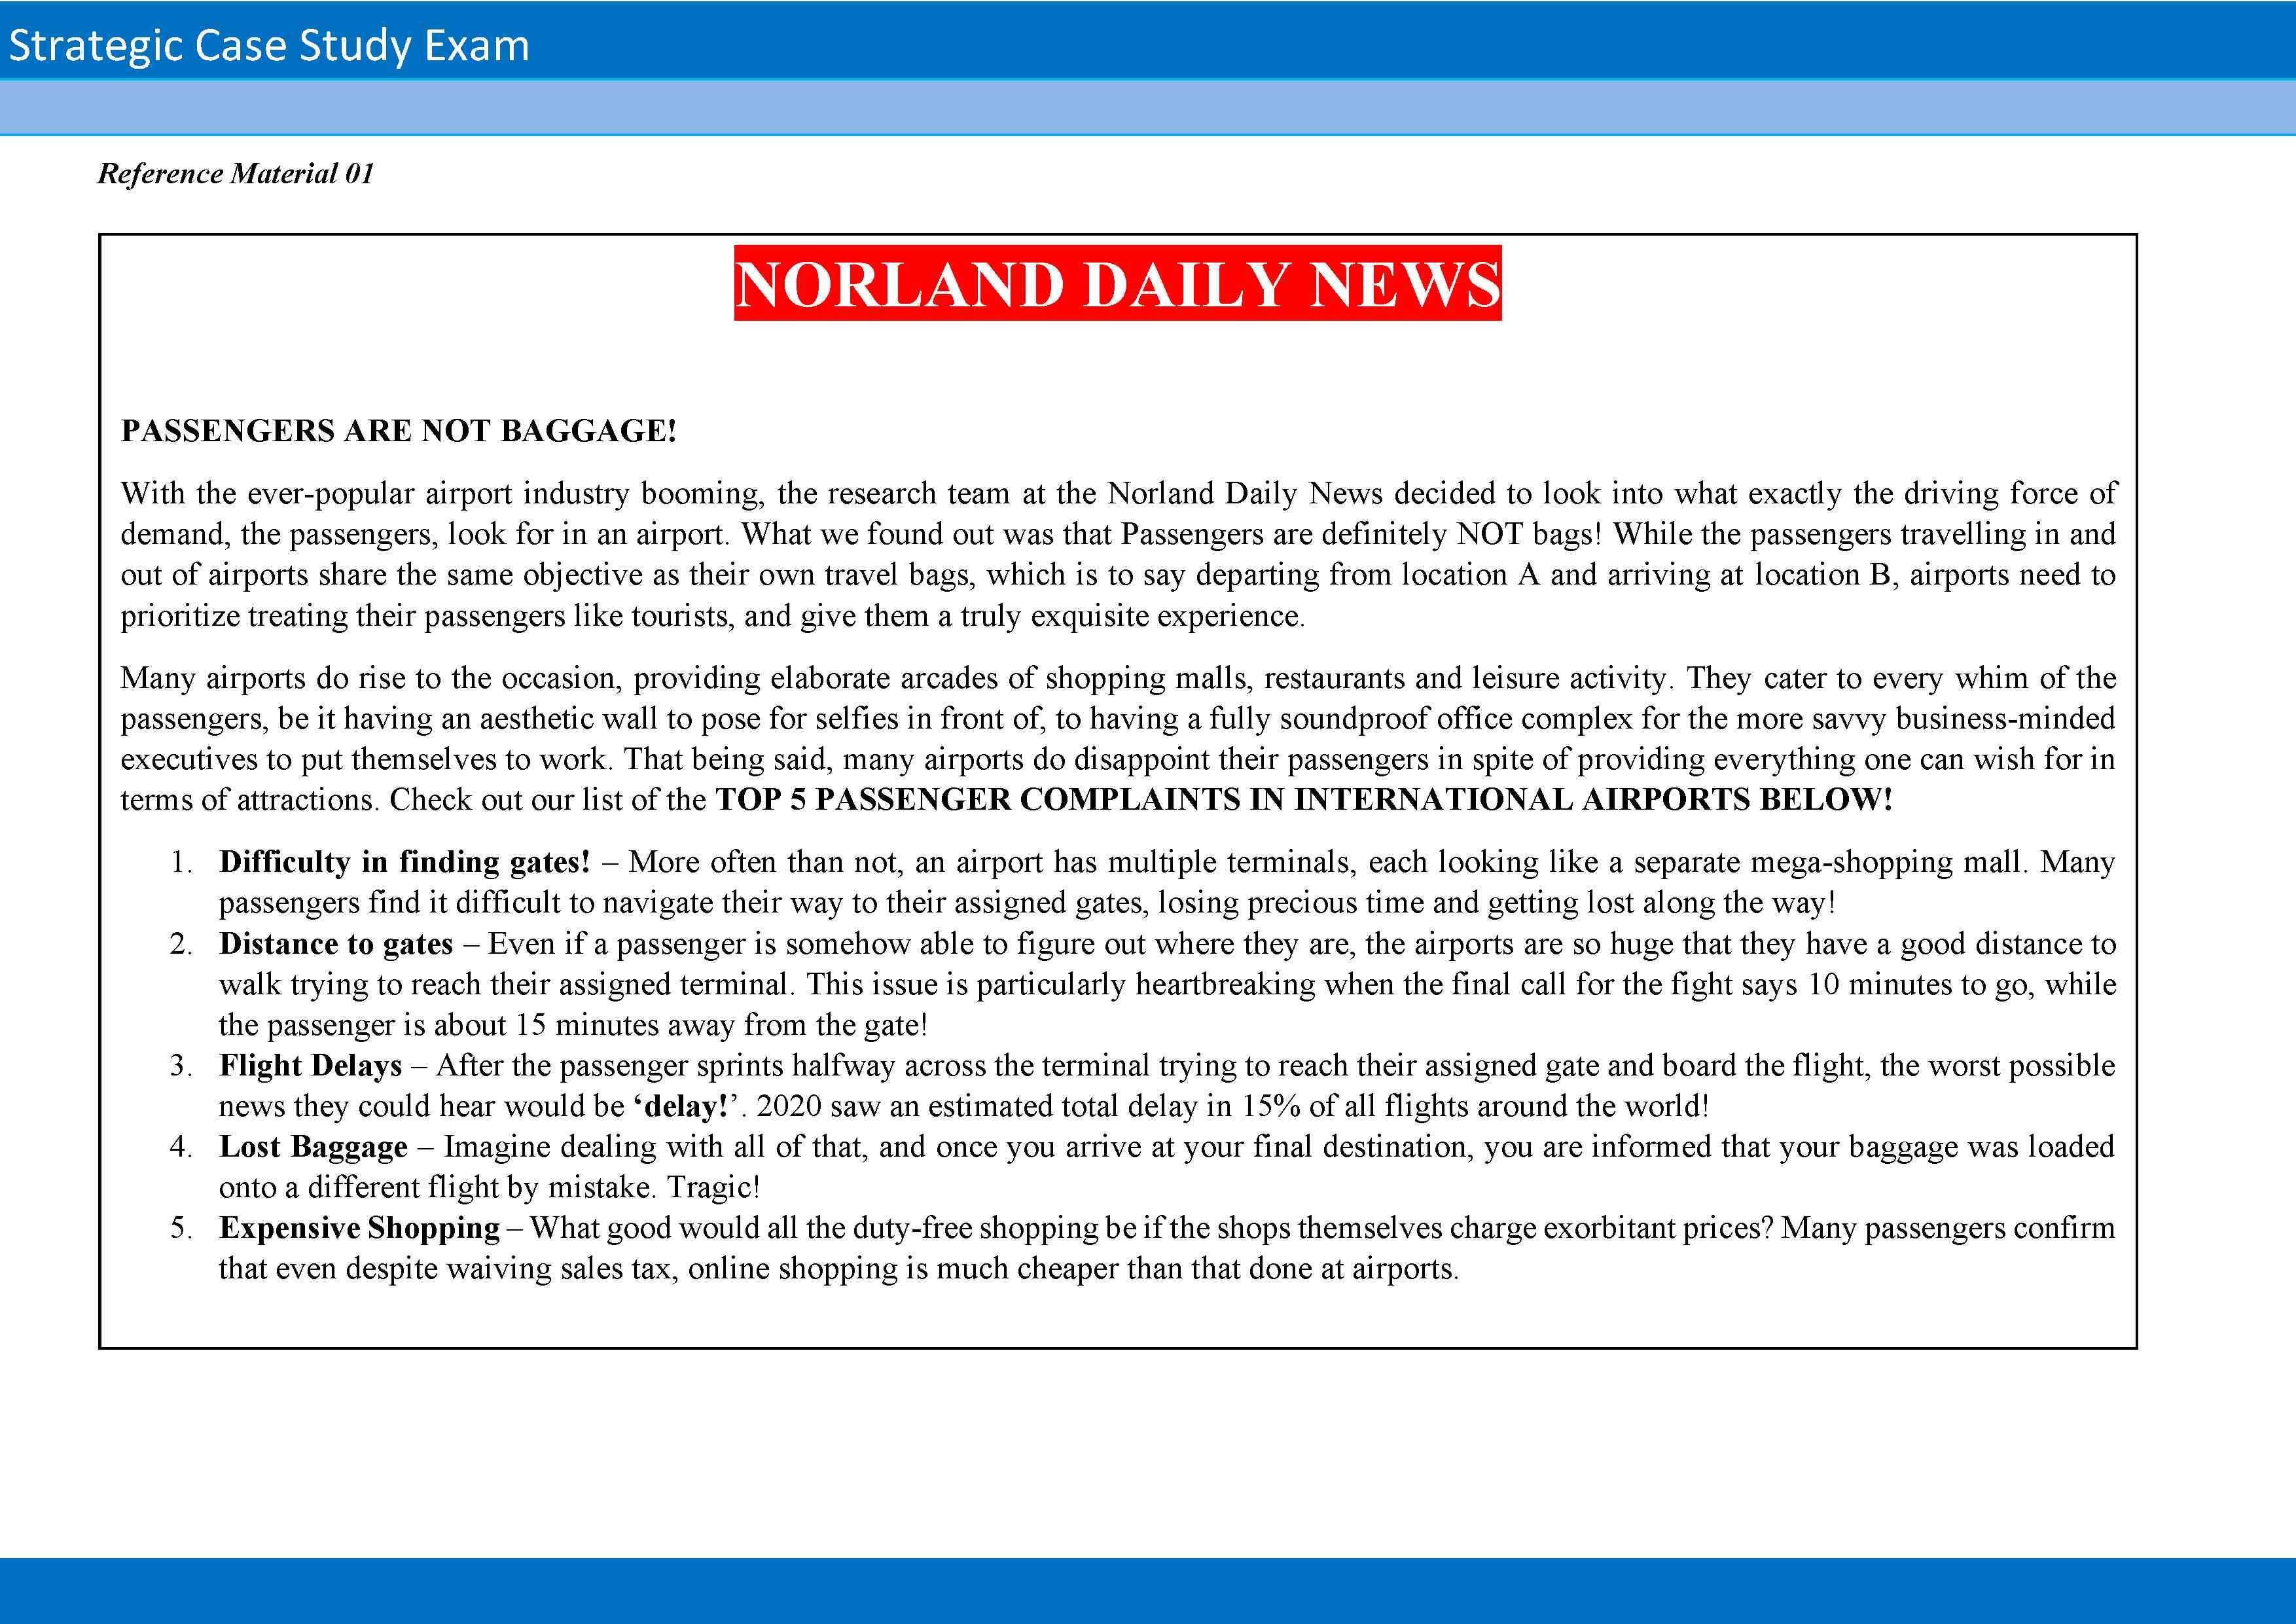 Strategic Case Study Exam
Reference Material 01
NORLAND DAILY NEWS
PASSENGERS ARE NOT BAGGAGE!
With the ever-popular airport industry booming, the research team at the Norland Daily News decided to look into what exactly the driving force of
demand, the passengers, look for in an airport. What we found out was that Passengers are definitely NOT bags! While the passengers travelling in and
out of airports share the same objective as their own travel bags, which is to say departing from location A and arriving at location B, airports need to
prioritize treating their passengers like tourists, and give them a truly exquisite experience.
Many airports do rise to the occasion, providing elaborate arcades of shopping malls, restaurants and leisure activity. They cater to every whim of the
passengers, be it having an aesthetic wall to pose for selfies in front of, to having a fully soundproof office complex for the more savvy business-minded
executives to put themselves to work. That being said, many airports do disappoint their passengers in spite of providing everything one can wish for in
terms of attractions. Check out our list of the TOP 5 PASSENGER COMPLAINTS IN INTERNATIONAL AIRPORTS BELOW!
1. Difficulty in finding gates! – More often than not, an airport has multiple terminals, each looking like a separate mega-shopping mall. Many
passengers find it difficult to navigate their way to their assigned gates, losing precious time and getting lost along the way!
2. Distance to gates – Even if a passenger is somehow able to figure out where they are, the airports are so huge that they have a good distance to
walk trying to reach their assigned terminal. This issue is particularly heartbreaking when the final call for the fight says 10 minutes to go, while
the passenger is about 15 minutes away from the gate!
3. Flight Delays – After the passenger sprints halfway across the terminal trying to reach their assigned gate and board the flight, the worst possible
news they could hear would be ‘delay!’. 2020 saw an estimated total delay in 15% of all flights around the world!
4. Lost Baggage – Imagine dealing with all of that, and once you arrive at your final destination, you are informed that your baggage was loaded
onto a different flight by mistake. Tragic!
5. Expensive Shopping – What good would all the duty-free shopping be if the shops themselves charge exorbitant prices? Many passengers confirm
that even despite waiving sales tax, online shopping is much cheaper than that done at airports.